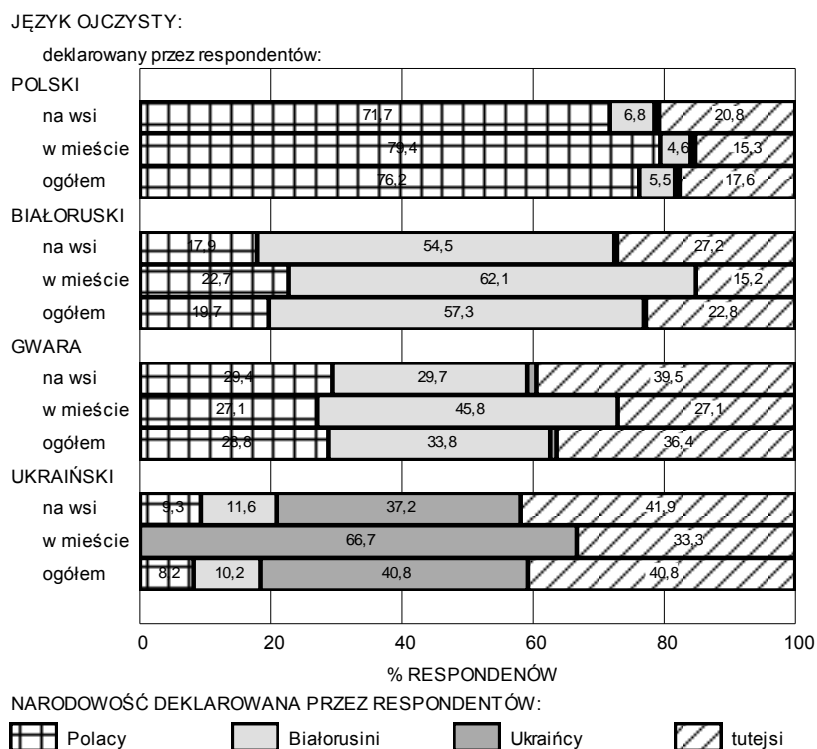 JĘZYK OJCZYSTY:
deklarowany przez respondentów:
POLSKI
na wsi 71,7 6,8 20,8
w mieście 79,4 4,6 15,3
ogółem 76,2 5,5 17,6
BIAŁORUSKI
na wsi 17,9 54,5 27,2
w mieście 22,7 62,1 15,2
ogółem 19,7 57,3 22,8
GWARA
na wsi 29,4 29,7 39,5
w mieście 27,1 45,8 27,1
ogółem 28,8 33,8 36,4
UKRAIŃSKI
na wsi 9,3 11,6 37,2 41,9
w mieście 66,7 33,3
ogółem 8,2 10,2 40,8 40,8
0 20 40 60 80 100
% RESPONDENÓW
NARODOWOŚĆ DEKLAROWANA PRZEZ RESPONDENTÓW:
Polacy Białorusini Ukraińcy tutejsi